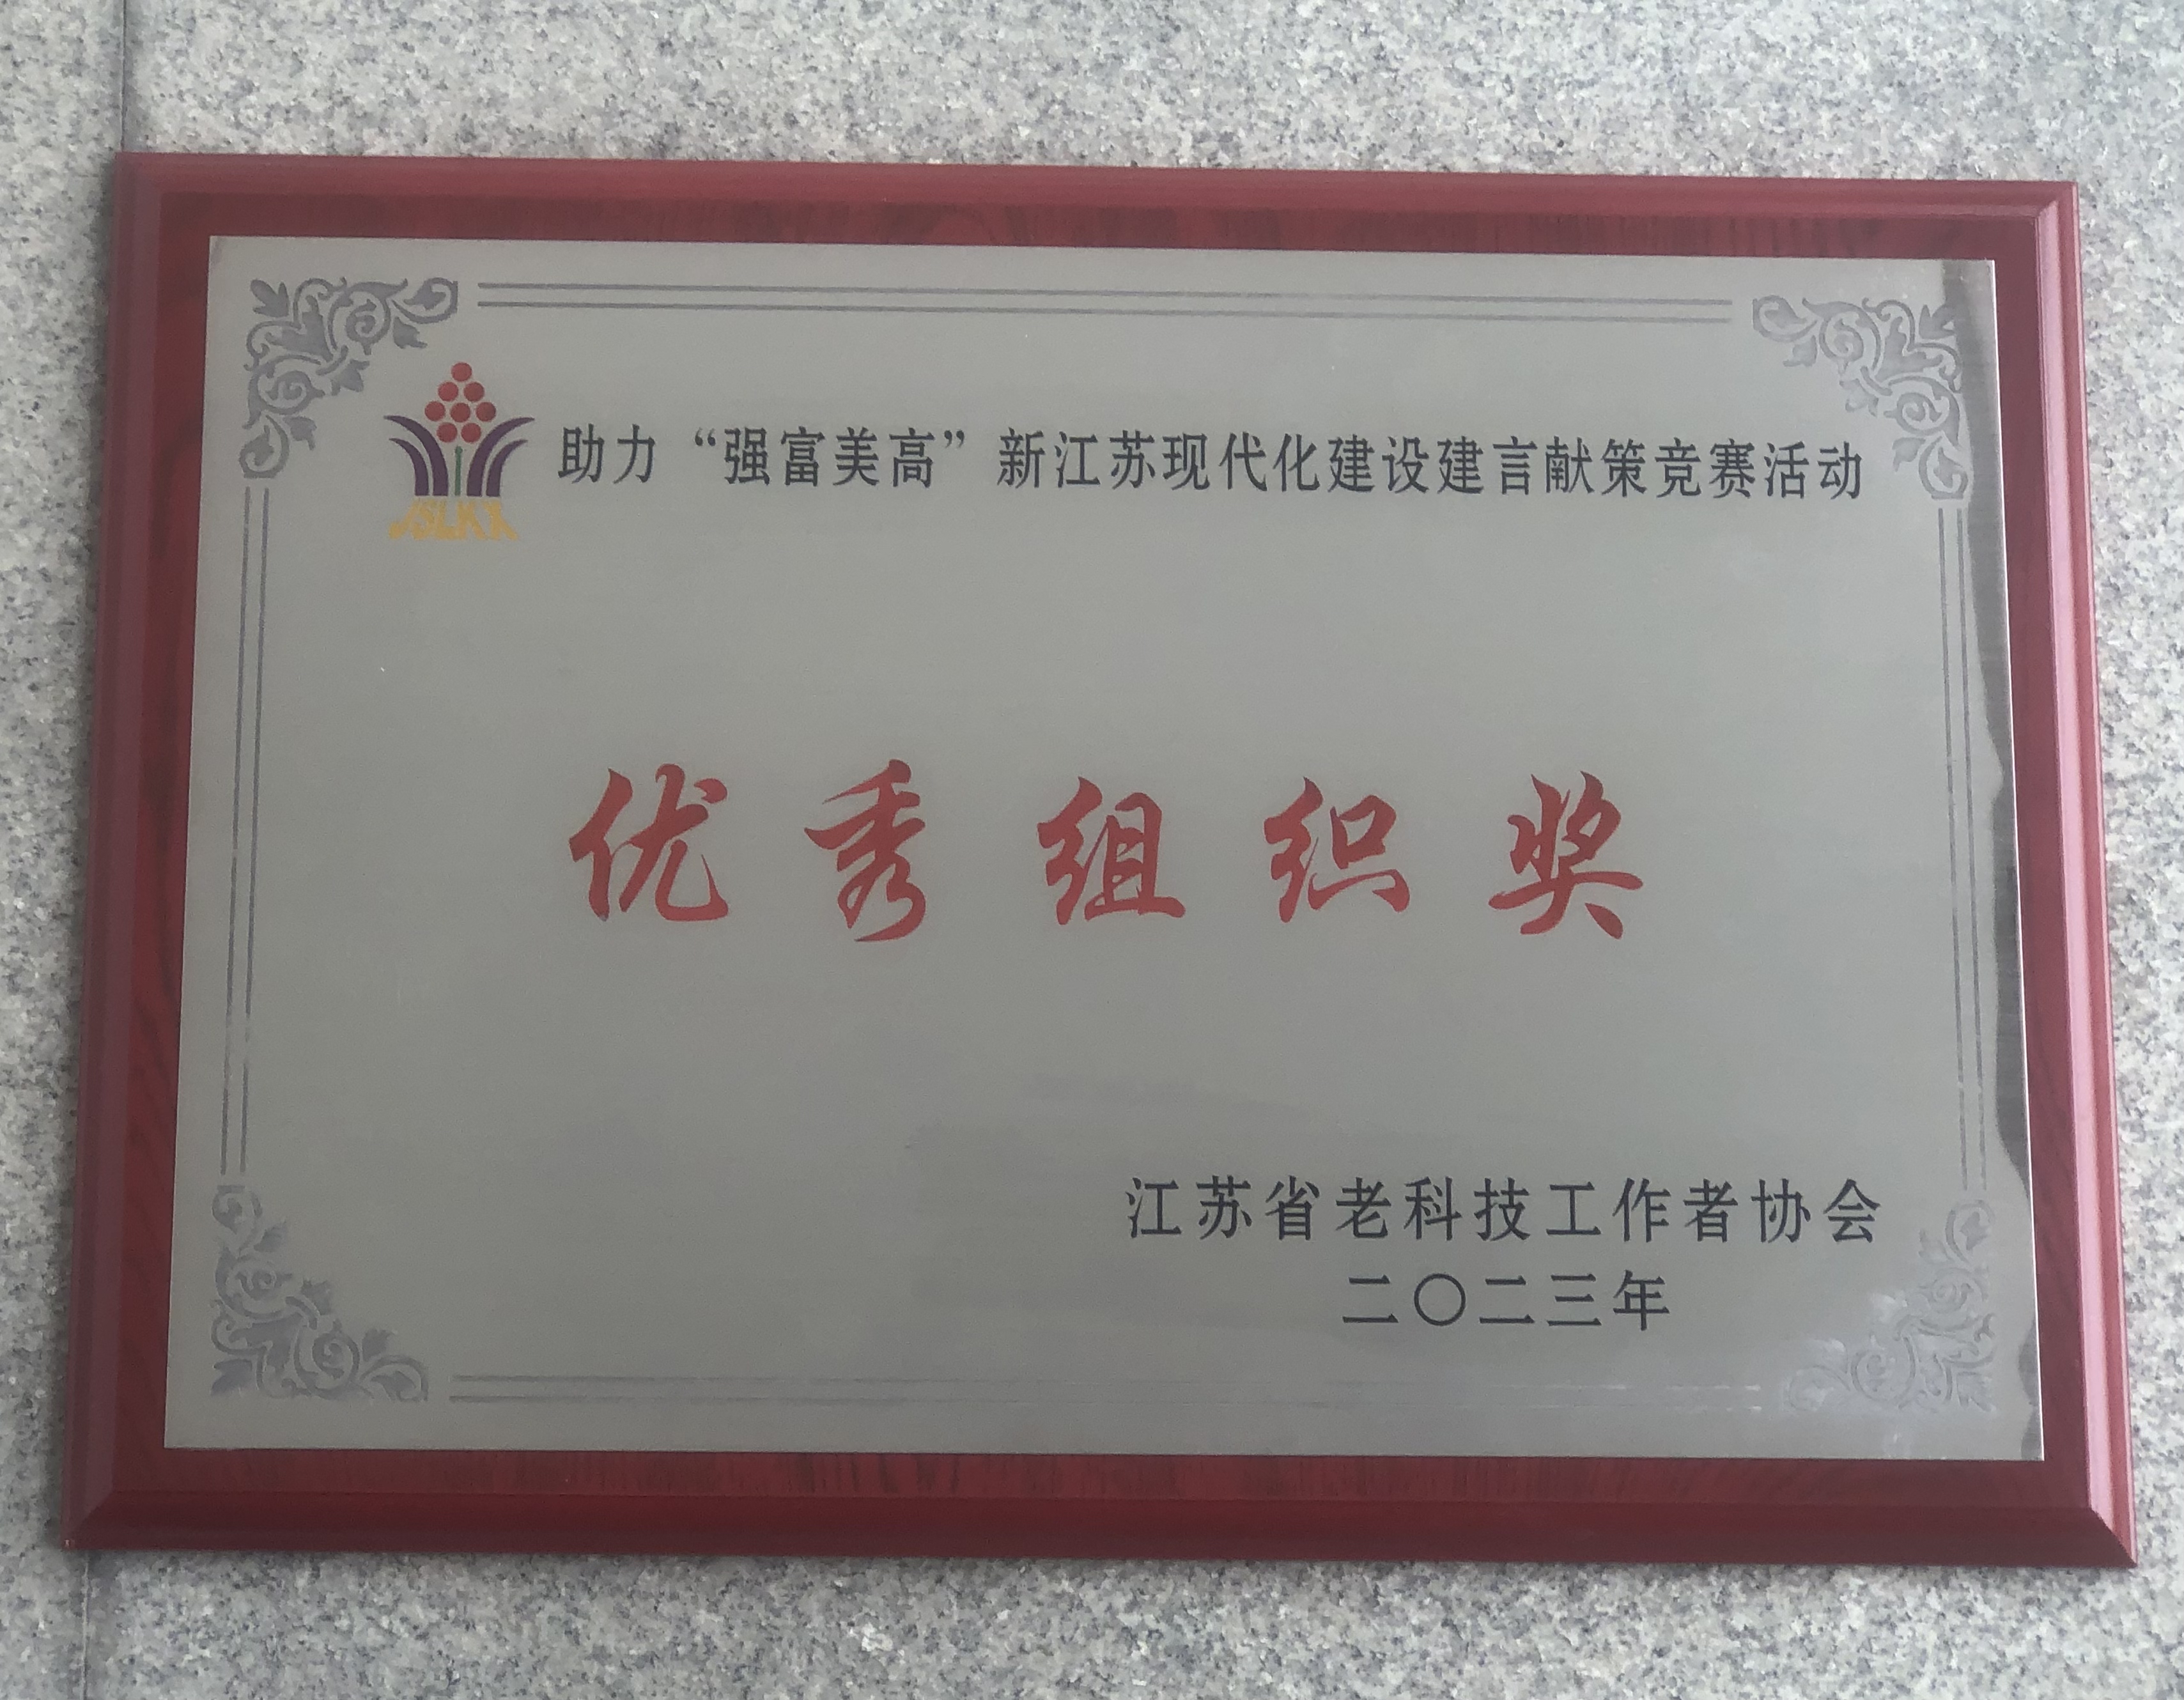 助力“强富美高”新江苏现代化建设建言献策竞赛活动
JSLKX
优秀组织奖
江苏省老科技工作者协会
二〇二三年